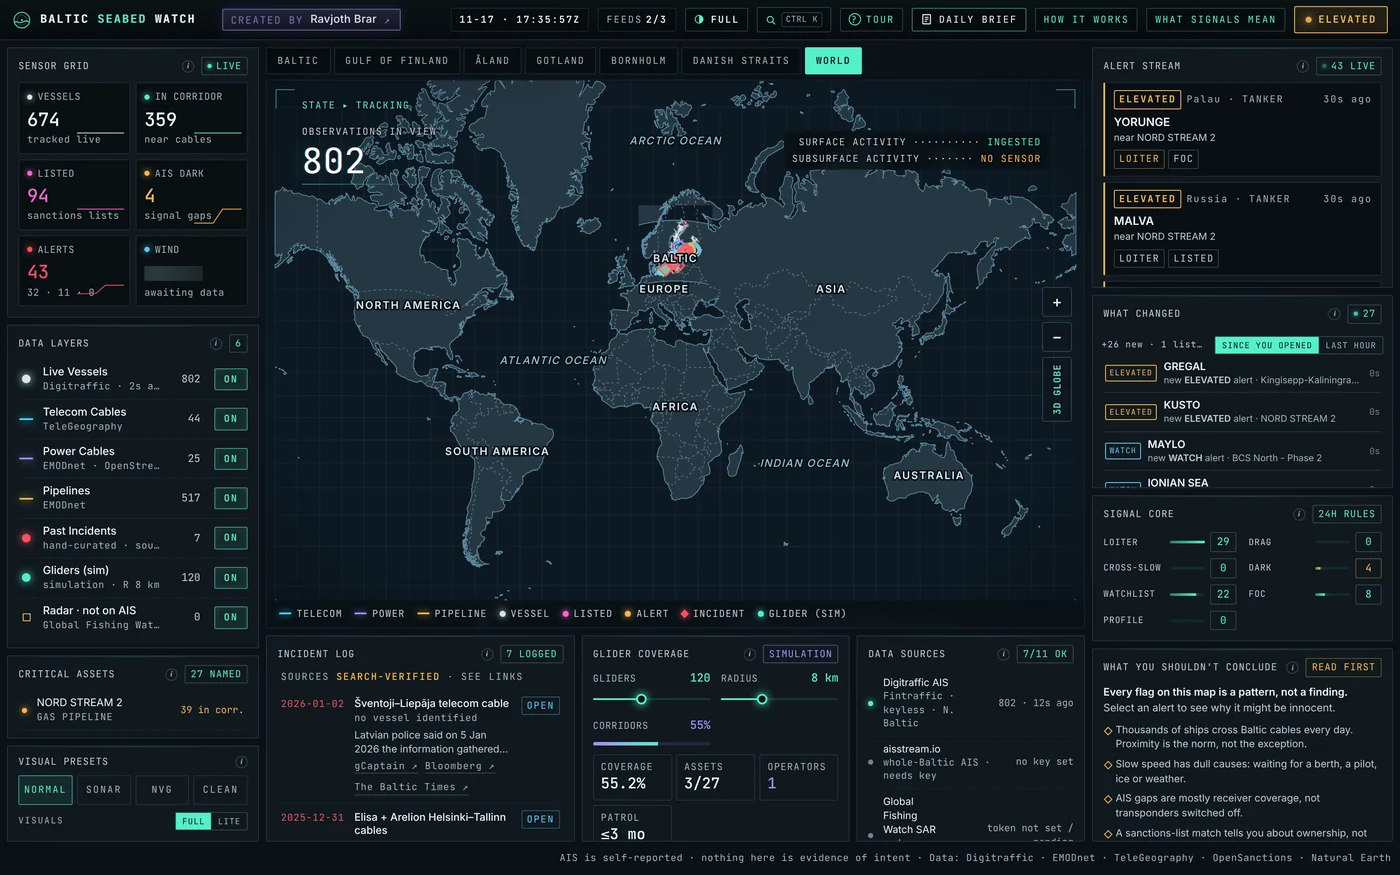 BALTIC SEABED WATCH
CREATED BY Ravjoth Brar ↗
11-17 · 17:35:57Z
FEEDS 2/3
FULL
CTRL K
TOUR
DAILY BRIEF
HOW IT WORKS
WHAT SIGNALS MEAN
ELEVATED
SENSOR GRID
LIVE
VESSELS
674
tracked live
IN CORRIDOR
359
near cables
LISTED
94
sanctions lists
AIS DARK
4
signal gaps
ALERTS
43
32 · 11 · 0
WIND
awaiting data
DATA LAYERS
6
Live Vessels
Digitraffic · 2s a…
802
ON
Telecom Cables
TeleGeography
44
ON
Power Cables
EMODnet · OpenStre…
25
ON
Pipelines
EMODnet
517
ON
Past Incidents
hand-curated · sou…
7
ON
Gliders (sim)
simulation · R 8 km
120
ON
Radar · not on AIS
Global Fishing Wat…
0
ON
CRITICAL ASSETS
27 NAMED
NORD STREAM 2
GAS PIPELINE
39 in corr.
VISUAL PRESETS
NORMAL
SONAR
NVG
CLEAN
VISUALS
FULL
LITE
BALTIC
GULF OF FINLAND
ÅLAND
GOTLAND
BORNHOLM
DANISH STRAITS
WORLD
STATE ▸ TRACKING
OBSERVATIONS IN VIEW
802
SURFACE ACTIVITY ·········· INGESTED
SUBSURFACE ACTIVITY ······· NO SENSOR
ARCTIC OCEAN
BALTIC
EUROPE
ASIA
NORTH AMERICA
ATLANTIC OCEAN
AFRICA
SOUTH AMERICA
INDIAN OCEAN
AUSTRALIA
+
−
3D GLOBE
TELECOM
POWER
PIPELINE
VESSEL
LISTED
ALERT
INCIDENT
GLIDER (SIM)
INCIDENT LOG
7 LOGGED
SOURCES SEARCH-VERIFIED · SEE LINKS
2026-01-02
Šventoji–Liepāja telecom cable
OPEN
no vessel identified
Latvian police said on 5 Jan
2026 the information gathered…
gCaptain ↗ Bloomberg ↗
The Baltic Times ↗
2025-12-31
Elisa + Arelion Helsinki–Tallinn
cables
OPEN
GLIDER COVERAGE
SIMULATION
GLIDERS 120
RADIUS 8 km
CORRIDORS 55%
COVERAGE
55.2%
ASSETS
3/27
OPERATORS
1
PATROL
≤3 mo
DATA SOURCES
7/11 OK
Digitraffic AIS
Fintraffic ·
keyless · N.
Baltic
802 · 12s ago
aisstream.io
whole-Baltic AIS ·
needs key
no key set
Global
Fishing
Watch SAR
token not set /
ALERT STREAM
43 LIVE
ELEVATED Palau · TANKER 30s ago
YORUNGE
near NORD STREAM 2
LOITER FOC
ELEVATED Russia · TANKER 30s ago
MALVA
near NORD STREAM 2
LOITER LISTED
WHAT CHANGED
27
+26 new · 1 list…
SINCE YOU OPENED
LAST HOUR
ELEVATED
GREGAL
new ELEVATED alert · Kingisepp-Kaliningra…
0s
ELEVATED
KUSTO
new ELEVATED alert · NORD STREAM 2
0s
WATCH
MAYLO
new WATCH alert · BCS North - Phase 2
0s
IONIAN SEA
SIGNAL CORE
24H RULES
LOITER 29
DRAG 0
CROSS-SLOW 0
DARK 4
WATCHLIST 22
FOC 8
PROFILE 0
WHAT YOU SHOULDN'T CONCLUDE
READ FIRST
Every flag on this map is a pattern, not a finding.
Select an alert to see why it might be innocent.
Thousands of ships cross Baltic cables every day.
Proximity is the norm, not the exception.
Slow speed has dull causes: waiting for a berth, a pilot,
ice or weather.
AIS gaps are mostly receiver coverage, not
transponders switched off.
A sanctions-list match tells you about ownership, not
AIS is self-reported · nothing here is evidence of intent · Data: Digitraffic · EMODnet · TeleGeography · OpenSanctions · Natural Earth